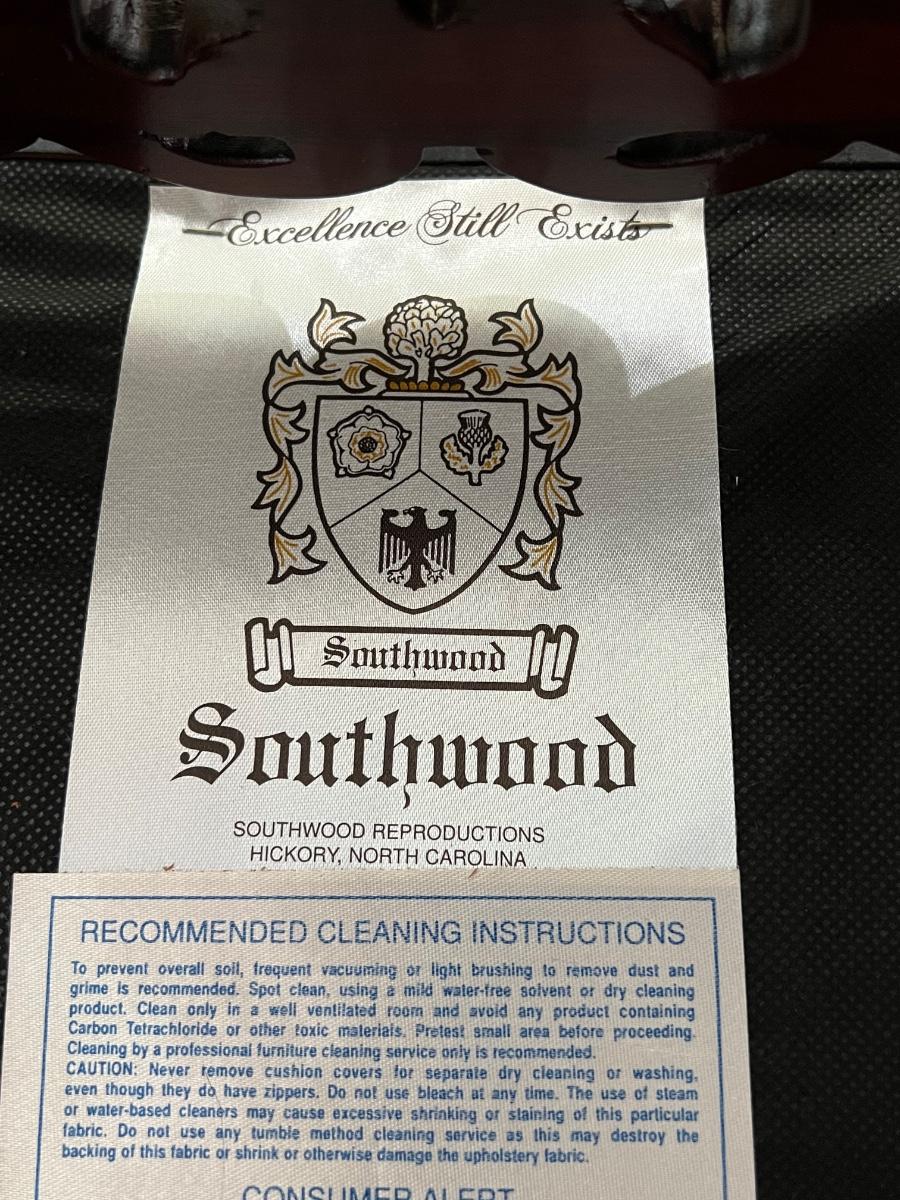 Excellence Still Exists
Southwood
Southwood
SOUTHWOOD REPRODUCTIONS
HICKORY, NORTH CAROLINA
RECOMMENDED CLEANING INSTRUCTIONS
To prevent overall soil, frequent vacuuming or light brushing to remove dust and
grime is recommended. Spot clean, using a mild water-free solvent or dry cleaning
product. Clean only in a well ventilated room and avoid any product containing
Carbon Tetrachloride or other toxic materials. Pretest small area before proceeding.
Cleaning by a professional furniture cleaning service only is recommended.
CAUTION: Never remove cushion covers for separate dry cleaning or washing,
even though they do have zippers. Do not use bleach at any time. The use of steam
or water-based cleaners may cause excessive shrinking or staining of this particular
fabric. Do not use any tumble method cleaning service as this may destroy the
backing of this fabric or shrink or otherwise damage the upholstery fabric.
CONSUMER ALERT